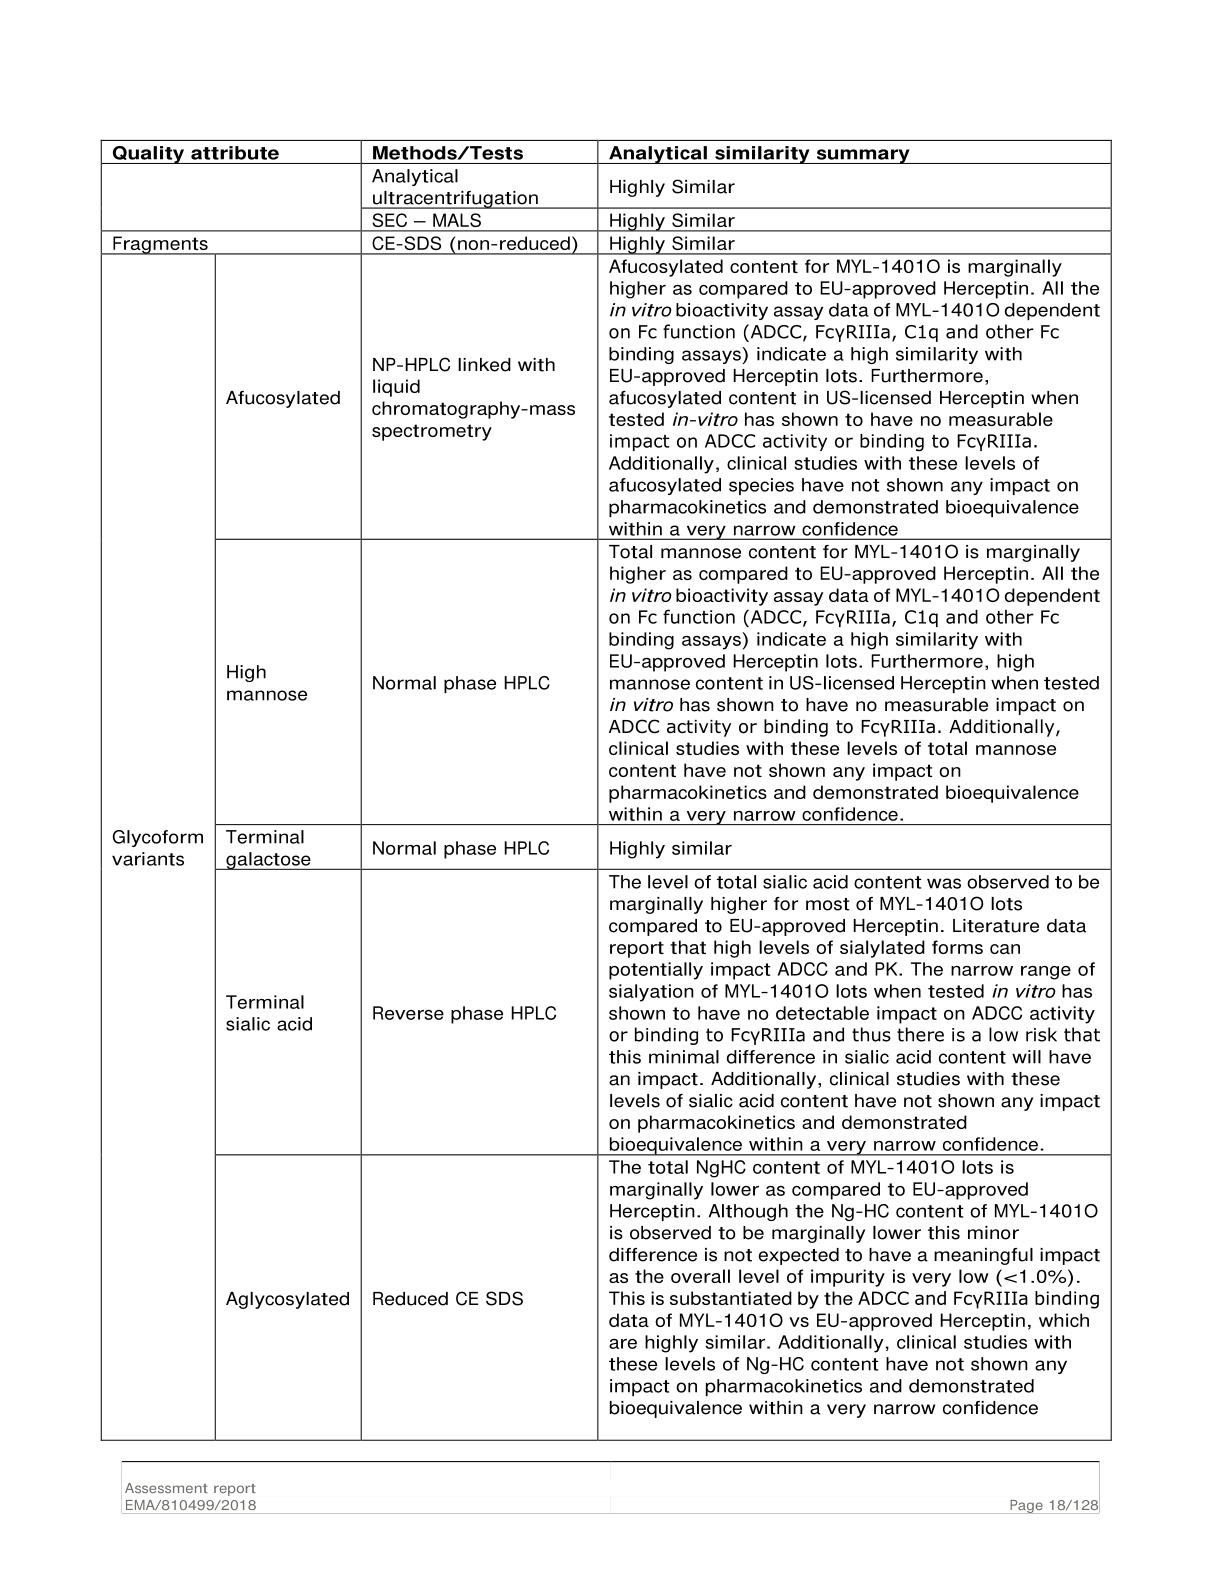 Quality attribute Methods/Tests Analytical similarity summary
Analytical
ultracentrifugation
Highly Similar
SEC – MALS Highly Similar
Fragments CE-SDS (non-reduced) Highly Similar
Glycoform
variants
Afucosylated
NP-HPLC linked with
liquid
chromatography-mass
spectrometry
Afucosylated content for MYL-1401O is marginally
higher as compared to EU-approved Herceptin. All the
in vitro bioactivity assay data of MYL-1401O dependent
on Fc function (ADCC, FcγRIIIa, C1q and other Fc
binding assays) indicate a high similarity with
EU-approved Herceptin lots. Furthermore,
afucosylated content in US-licensed Herceptin when
tested in-vitro has shown to have no measurable
impact on ADCC activity or binding to FcγRIIIa.
Additionally, clinical studies with these levels of
afucosylated species have not shown any impact on
pharmacokinetics and demonstrated bioequivalence
within a very narrow confidence
High
mannose
Normal phase HPLC
Total mannose content for MYL-1401O is marginally
higher as compared to EU-approved Herceptin. All the
in vitro bioactivity assay data of MYL-1401O dependent
on Fc function (ADCC, FcγRIIIa, C1q and other Fc
binding assays) indicate a high similarity with
EU-approved Herceptin lots. Furthermore, high
mannose content in US-licensed Herceptin when tested
in vitro has shown to have no measurable impact on
ADCC activity or binding to FcγRIIIa. Additionally,
clinical studies with these levels of total mannose
content have not shown any impact on
pharmacokinetics and demonstrated bioequivalence
within a very narrow confidence.
Terminal
galactose
Normal phase HPLC
Highly similar
Terminal
sialic acid
Reverse phase HPLC
The level of total sialic acid content was observed to be
marginally higher for most of MYL-1401O lots
compared to EU-approved Herceptin. Literature data
report that high levels of sialylated forms can
potentially impact ADCC and PK. The narrow range of
sialyation of MYL-1401O lots when tested in vitro has
shown to have no detectable impact on ADCC activity
or binding to FcγRIIIa and thus there is a low risk that
this minimal difference in sialic acid content will have
an impact. Additionally, clinical studies with these
levels of sialic acid content have not shown any impact
on pharmacokinetics and demonstrated
bioequivalence within a very narrow confidence.
Aglycosylated
Reduced CE SDS
The total NgHC content of MYL-1401O lots is
marginally lower as compared to EU-approved
Herceptin. Although the Ng-HC content of MYL-1401O
is observed to be marginally lower this minor
difference is not expected to have a meaningful impact
as the overall level of impurity is very low (<1.0%).
This is substantiated by the ADCC and FcγRIIIa binding
data of MYL-1401O vs EU-approved Herceptin, which
are highly similar. Additionally, clinical studies with
these levels of Ng-HC content have not shown any
impact on pharmacokinetics and demonstrated
bioequivalence within a very narrow confidence
Assessment report
EMA/810499/2018 Page 18/128